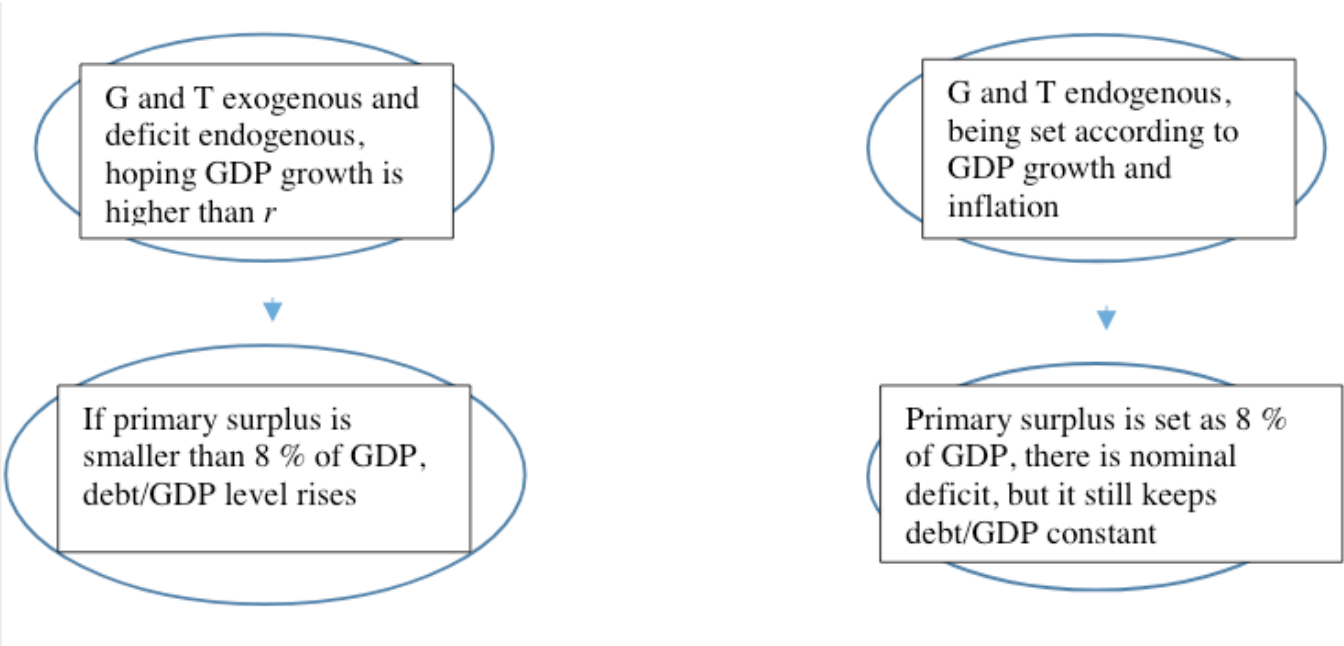 G and T exogenous and
deficit endogenous,
hoping GDP growth is
higher than r
G and T endogenous,
being set according to
GDP growth and
inflation
If primary surplus is
smaller than 8 % of GDP,
debt/GDP level rises
Primary surplus is set as 8 %
of GDP, there is nominal
deficit, but it still keeps
debt/GDP constant